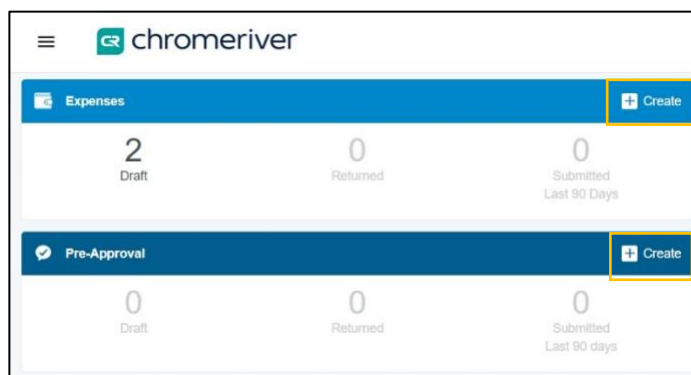 CR chromeriver
Expenses Create
2 0 0
Draft Returned Submitted
Last 90 Days
Pre-Approval Create
0 0 0
Draft Returned Submitted
Last 90 days